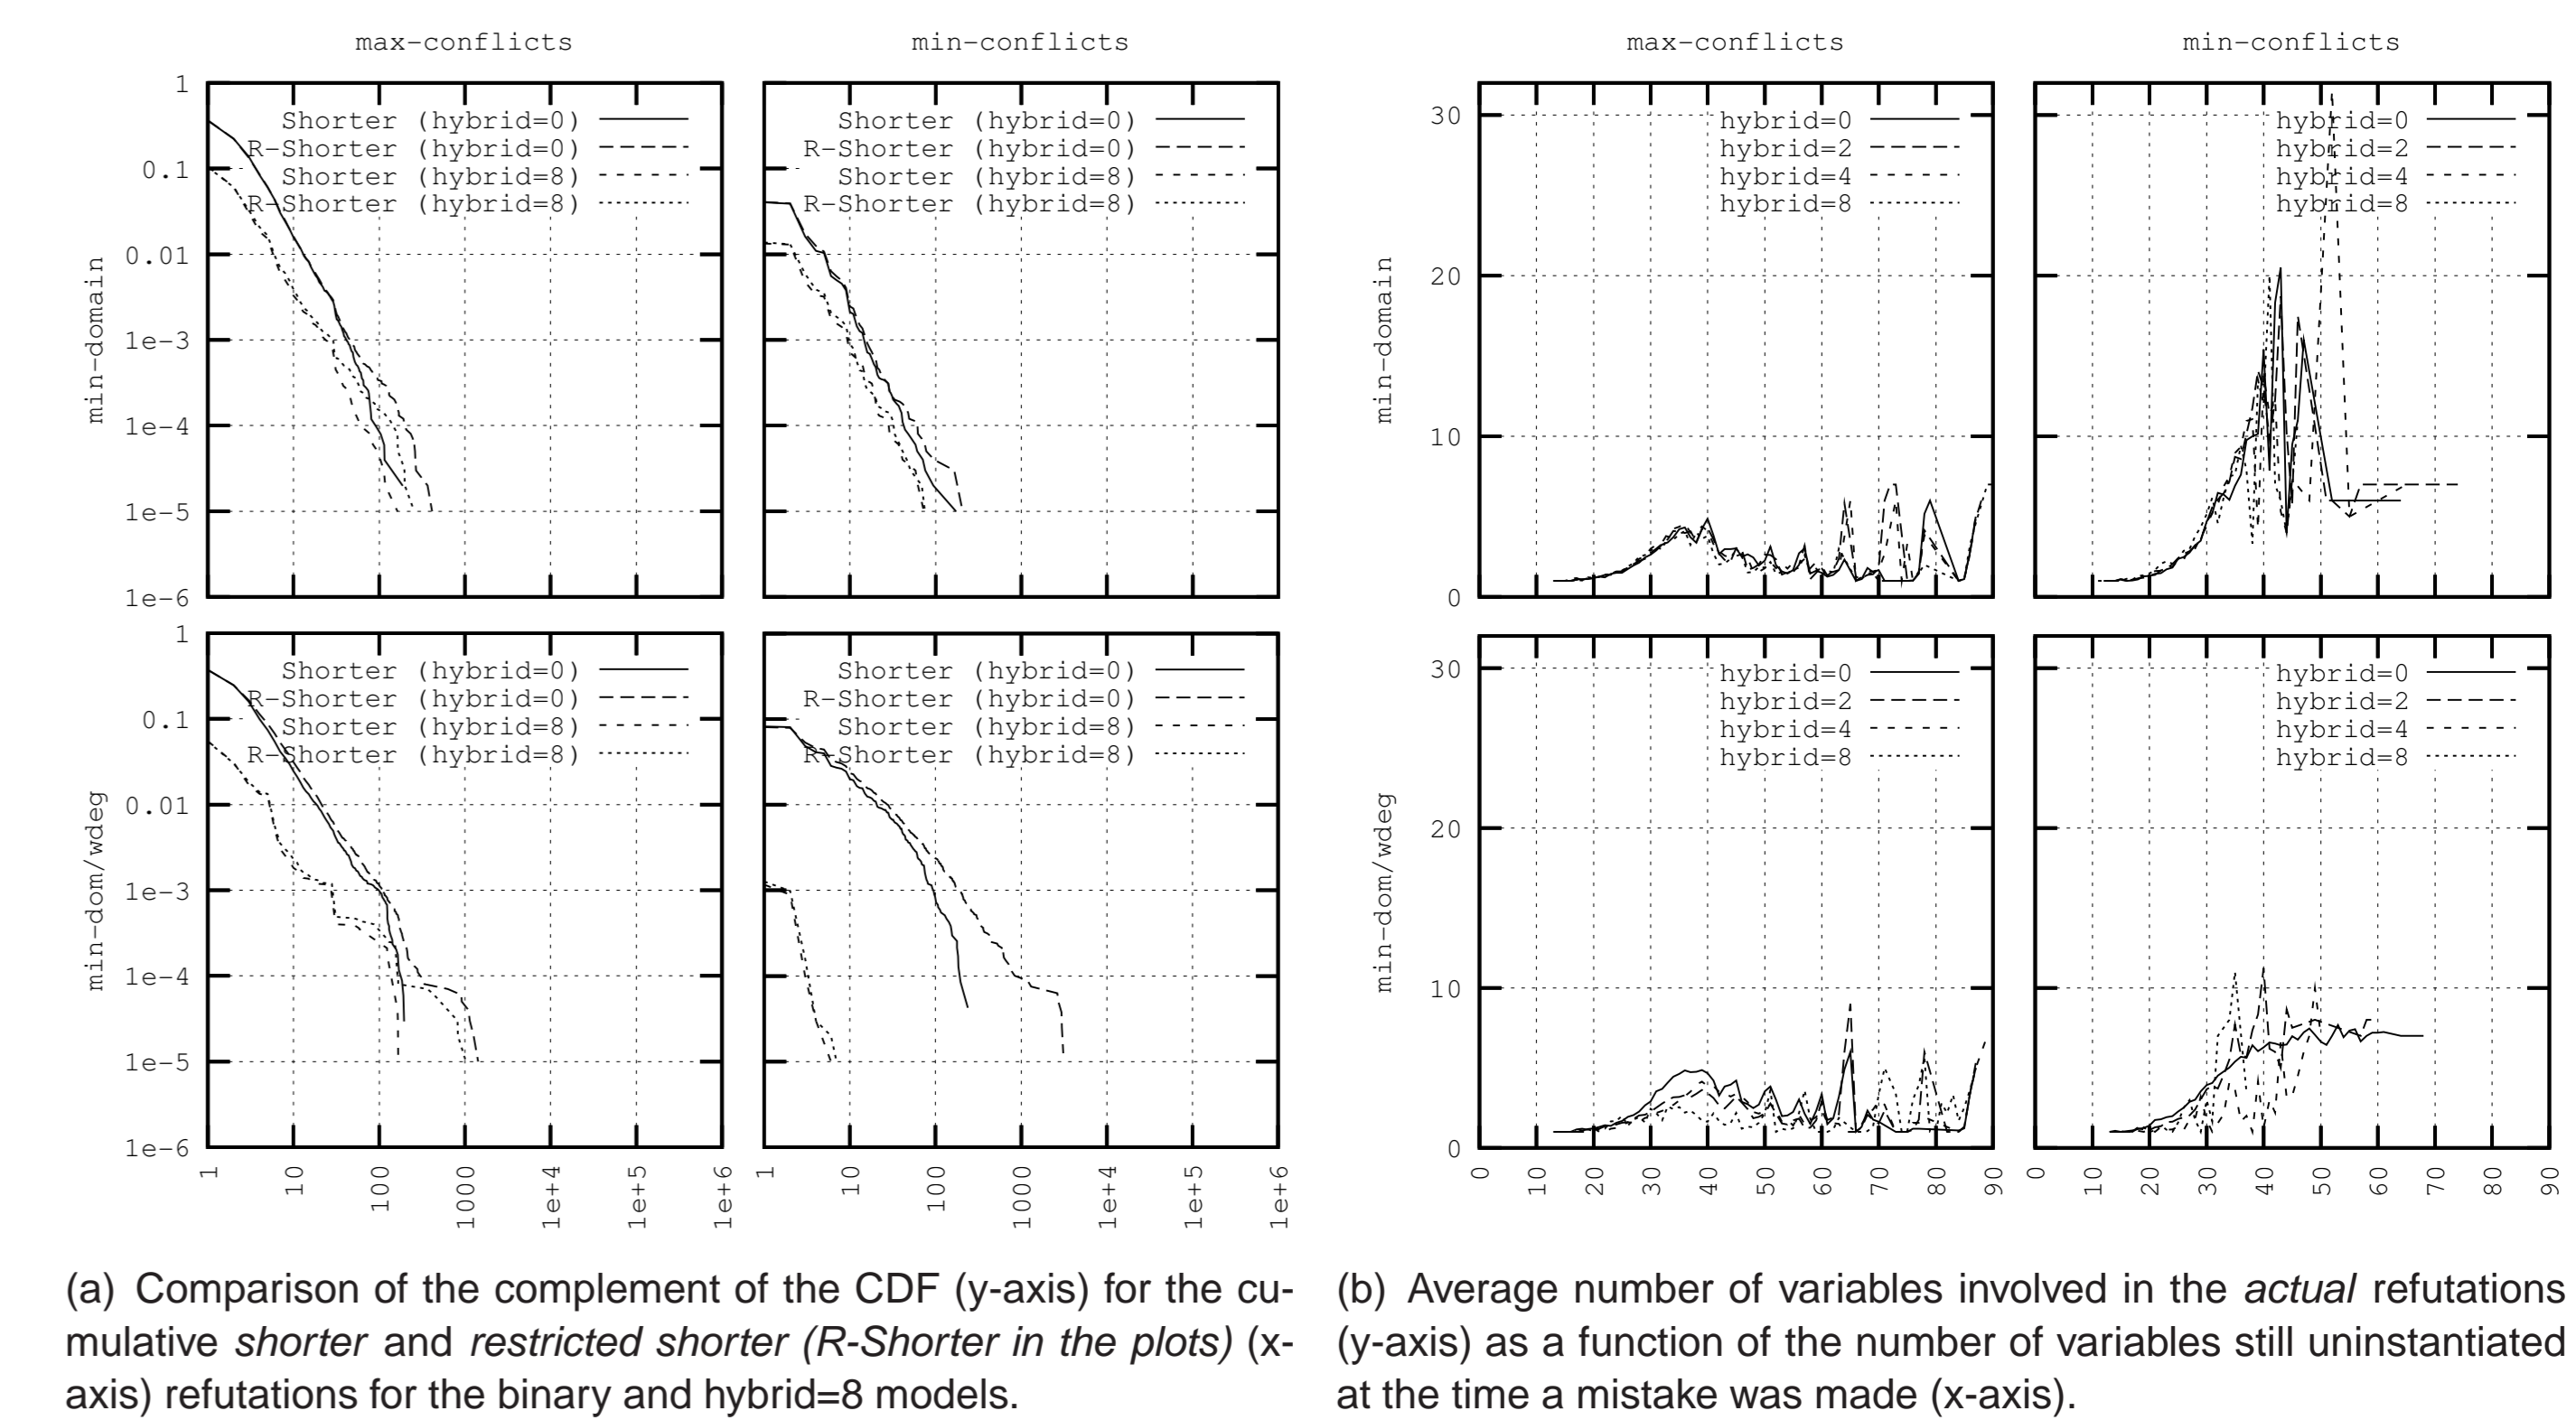 max-conflicts
min-conflicts
min-domain
1
0.1
0.01
1e-3
1e-4
1e-5
1e-6
Shorter (hybrid=0)
R-Shorter (hybrid=0)
Shorter (hybrid=8)
R-Shorter (hybrid=8)
Shorter (hybrid=0)
R-Shorter (hybrid=0)
Shorter (hybrid=8)
R-Shorter (hybrid=8)
min-dom/wdeg
1
0.1
0.01
1e-3
1e-4
1e-5
1e-6
Shorter (hybrid=0)
R-Shorter (hybrid=0)
Shorter (hybrid=8)
R-Shorter (hybrid=8)
Shorter (hybrid=0)
R-Shorter (hybrid=0)
Shorter (hybrid=8)
R-Shorter (hybrid=8)
1 10 100 1000 1e+4 1e+5 1e+6
1 10 100 1000 1e+4 1e+5 1e+6
(a) Comparison of the complement of the CDF (y-axis) for the cu-
mulative shorter and restricted shorter (R-Shorter in the plots) (x-
axis) refutations for the binary and hybrid=8 models.
max-conflicts
min-conflicts
min-domain
30
20
10
0
hybrid=0
hybrid=2
hybrid=4
hybrid=8
hybrid=0
hybrid=2
hybrid=4
hybrid=8
min-dom/wdeg
30
20
10
0
hybrid=0
hybrid=2
hybrid=4
hybrid=8
hybrid=0
hybrid=2
hybrid=4
hybrid=8
0 10 20 30 40 50 60 70 80 90
0 10 20 30 40 50 60 70 80 90
(b) Average number of variables involved in the actual refutations
(y-axis) as a function of the number of variables still uninstantiated
at the time a mistake was made (x-axis).